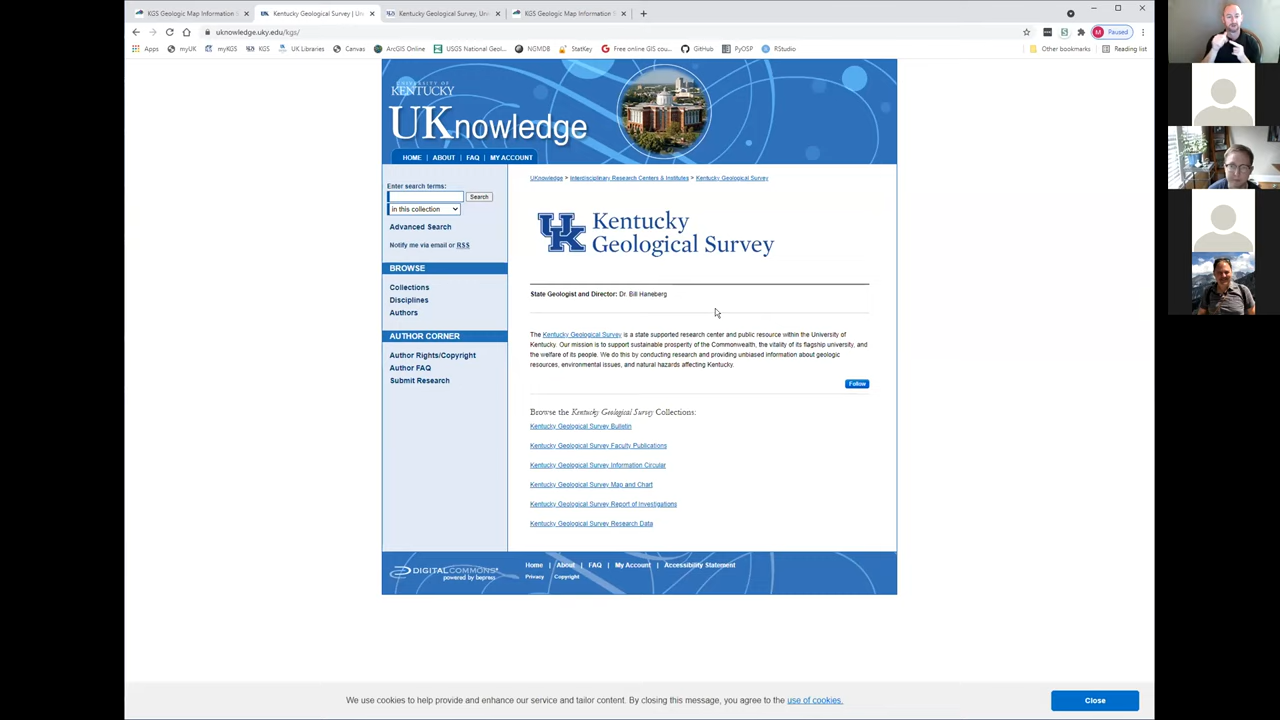 KGS Geologic Map Information S
Kentucky Geological Survey | Uni
Kentucky Geological Survey, Univ
KGS Geologic Map Information S
uknowledge.uky.edu/kgs/
M Paused
Apps
myUK
myKGS
KGS
UK Libraries
Canvas
ArcGIS Online
USGS National Geol...
NGMDB
StatKey
Free online GIS cou...
GitHub
PyOSP
RStudio
Other bookmarks
Reading list
UNIVERSITY OF
KENTUCKY
UKnowledge
HOME | ABOUT | FAQ | MY ACCOUNT
Enter search terms:
Search
in this collection
Advanced Search
Notify me via email or RSS
BROWSE
Collections
Disciplines
Authors
AUTHOR CORNER
Author Rights/Copyright
Author FAQ
Submit Research
UKnowledge > Interdisciplinary Research Centers & Institutes > Kentucky Geological Survey
UK Kentucky
Geological Survey
State Geologist and Director: Dr. Bill Haneberg
The Kentucky Geological Survey is a state supported research center and public resource within the University of
Kentucky. Our mission is to support sustainable prosperity of the Commonwealth, the vitality of its flagship university, and
the welfare of its people. We do this by conducting research and providing unbiased information about geologic
resources, environmental issues, and natural hazards affecting Kentucky.
Follow
Browse the Kentucky Geological Survey Collections:
Kentucky Geological Survey Bulletin
Kentucky Geological Survey Faculty Publications
Kentucky Geological Survey Information Circular
Kentucky Geological Survey Map and Chart
Kentucky Geological Survey Report of Investigations
Kentucky Geological Survey Research Data
DIGITALCOMMONS
powered by bepress
Home | About | FAQ | My Account | Accessibility Statement
Privacy Copyright
We use cookies to help provide and enhance our service and tailor content. By closing this message, you agree to the use of cookies.
Close